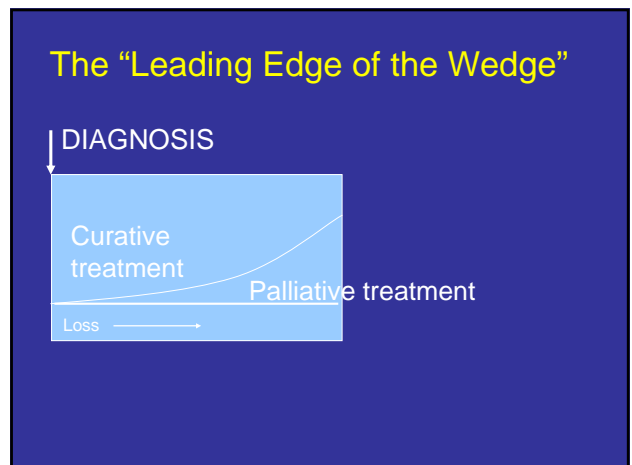 The “Leading Edge of the Wedge”
DIAGNOSIS
Curative
treatment
Palliative treatment
Loss